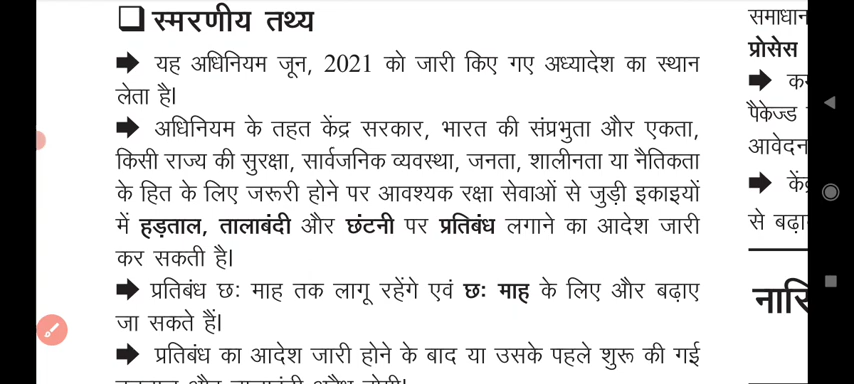 स्मरणीय तथ्य
यह अधिनियम जून, 2021 को जारी किए गए अध्यादेश का स्थान
लेता है।
अधिनियम के तहत केंद्र सरकार, भारत की संप्रभुता और एकता,
किसी राज्य की सुरक्षा, सार्वजनिक व्यवस्था, जनता, शालीनता या नैतिकता
के हित के लिए जरूरी होने पर आवश्यक रक्षा सेवाओं से जुड़ी इकाइयों
में हड़ताल, तालाबंदी और छंटनी पर प्रतिबंध लगाने का आदेश जारी
कर सकती है।
प्रतिबंध छः माह तक लागू रहेंगे एवं छः माह के लिए और बढ़ाए
जा सकते हैं।
प्रतिबंध का आदेश जारी होने के बाद या उसके पहले शुरू की गई
समाधान
प्रोसेस
पैकेज्ड
आवेदन
से बढ़ा